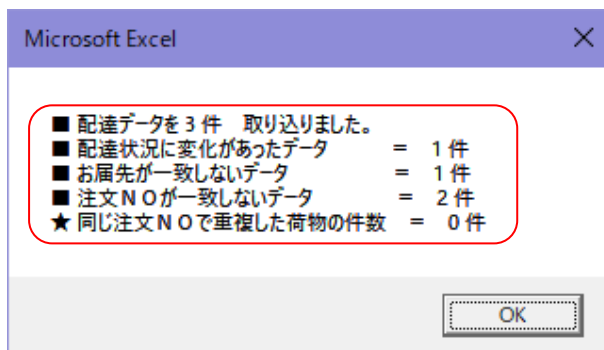 Microsoft Excel
■ 配達データを3件　取り込りました。
■ 配達状況に変化があったデータ　　　=　1件
■ お届先が一致しないデータ　　　　　=　1件
■ 注文NOが一致しないデータ　　　　=　2件
★ 同じ注文NOで重複した荷物の件数　=　0件
OK